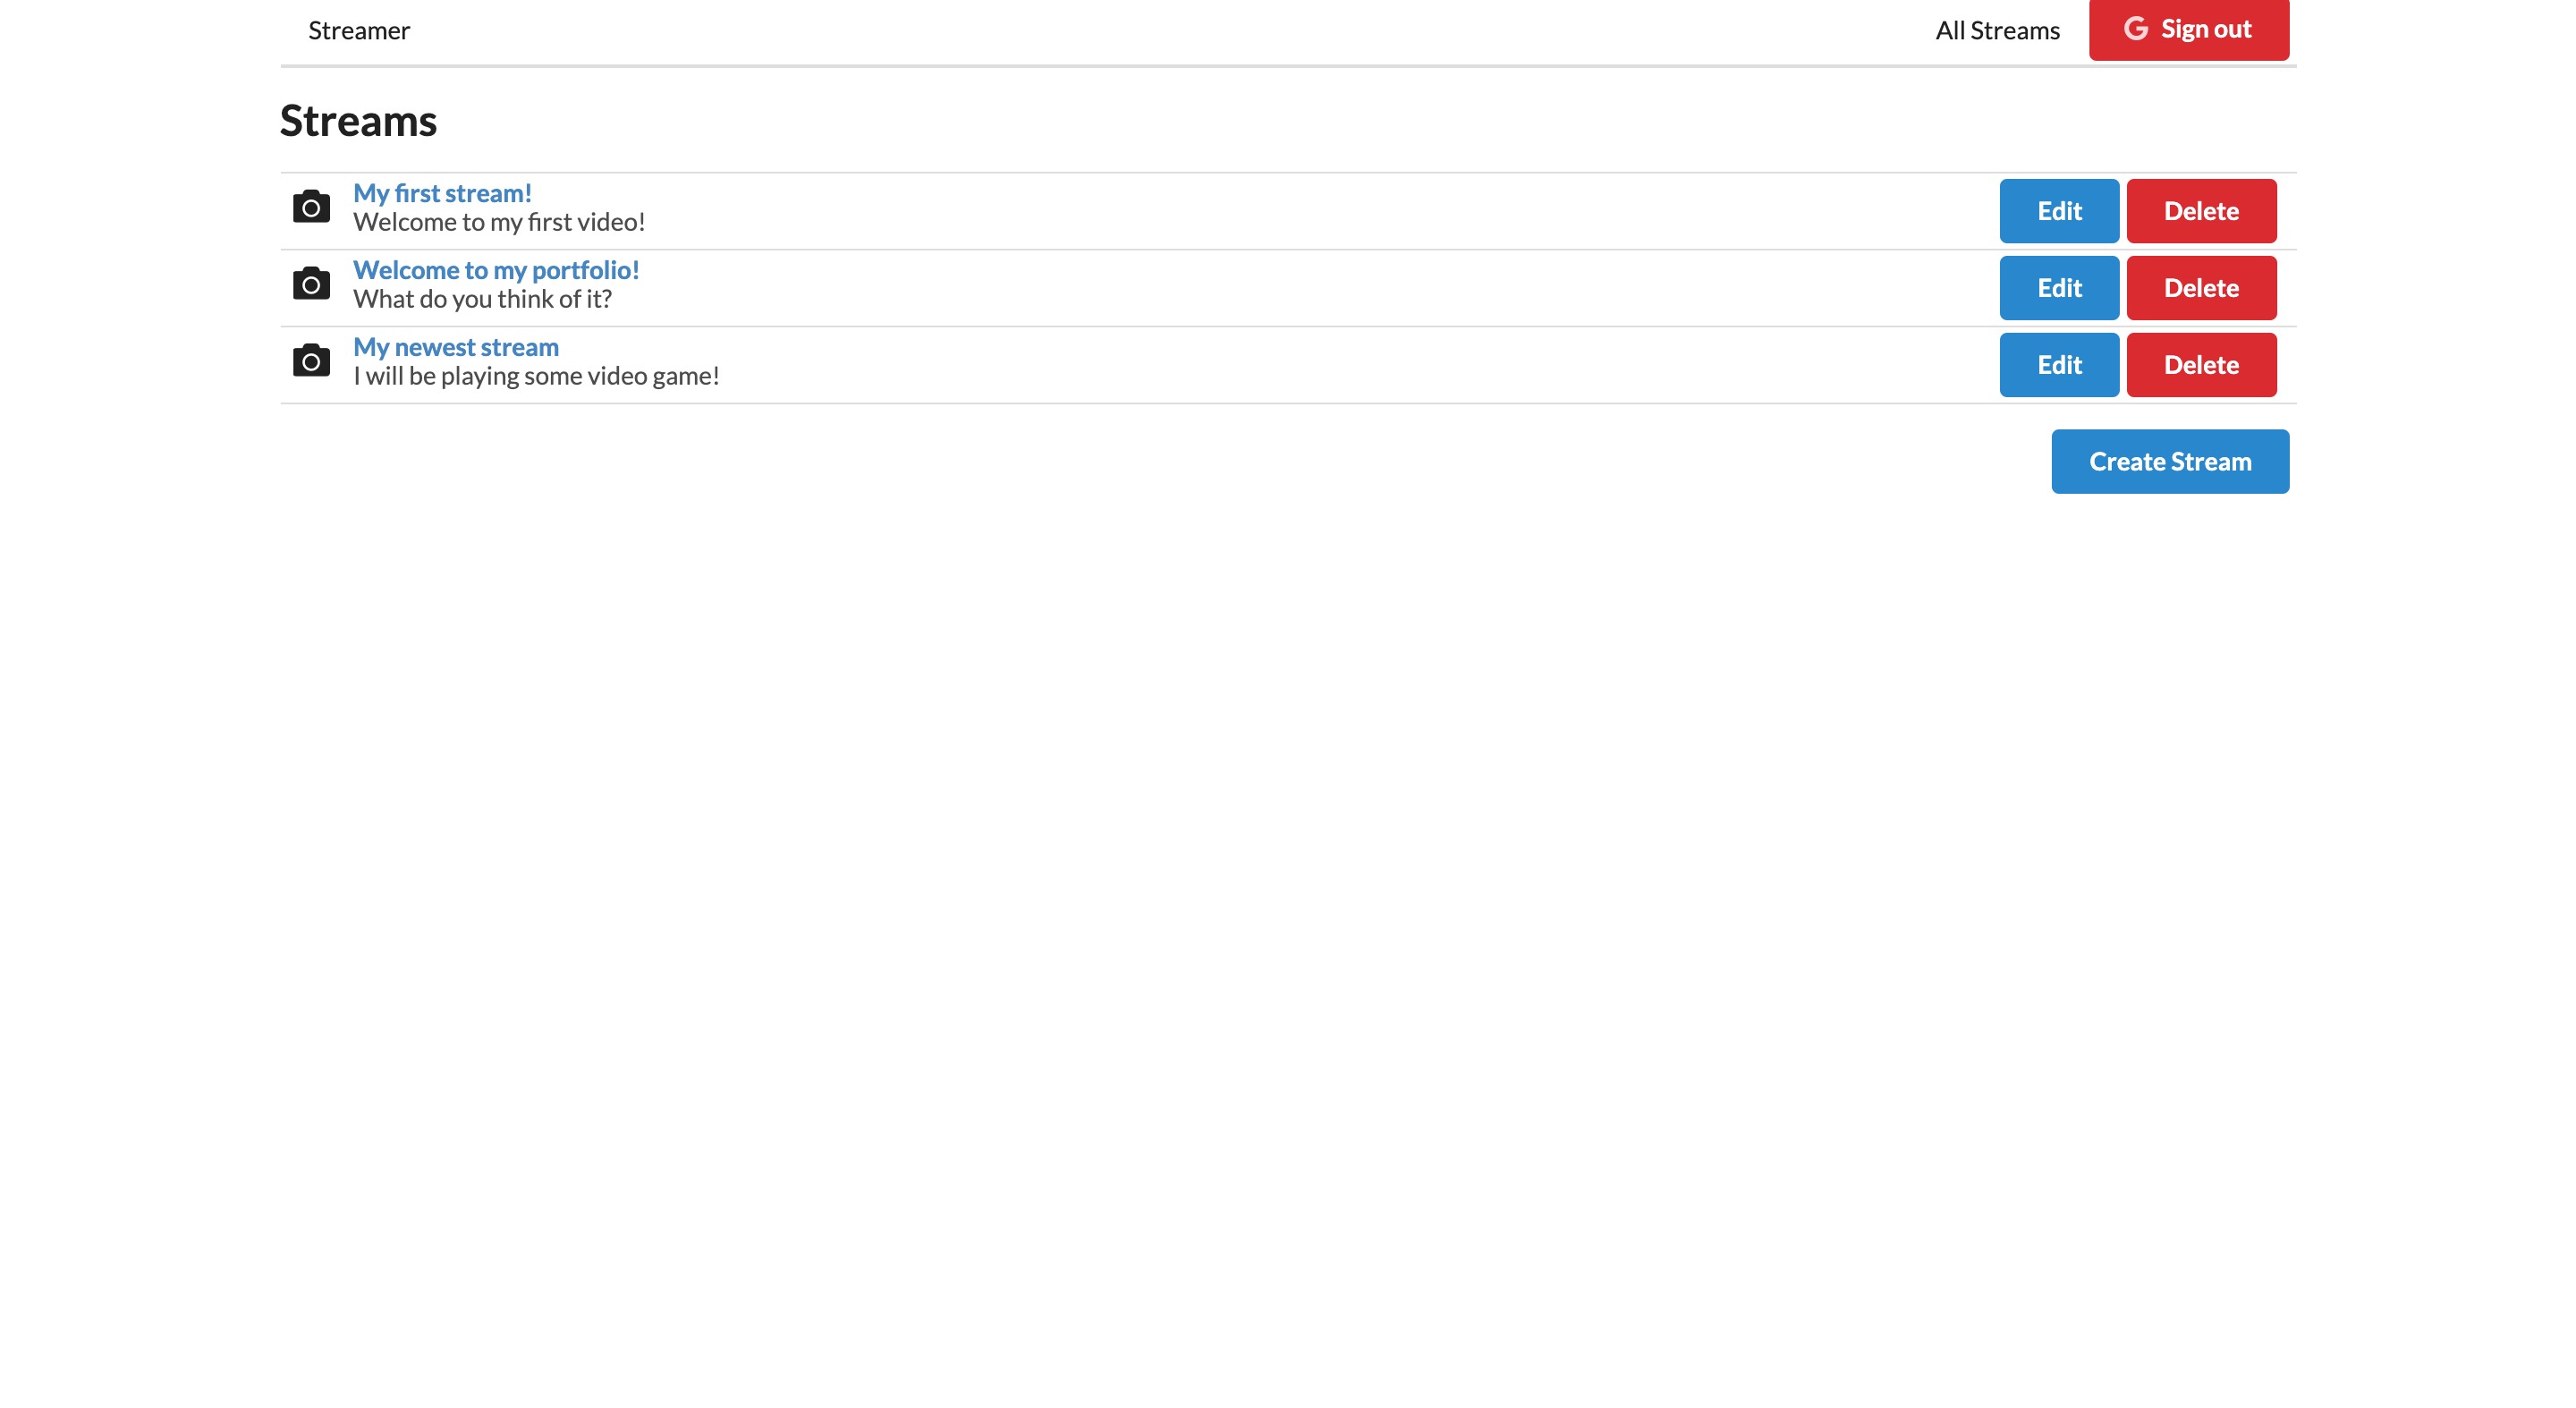 Streamer
All Streams
Sign out
Streams
My first stream!
Welcome to my first video!
Edit
Delete
Welcome to my portfolio!
What do you think of it?
Edit
Delete
My newest stream
I will be playing some video game!
Edit
Delete
Create Stream